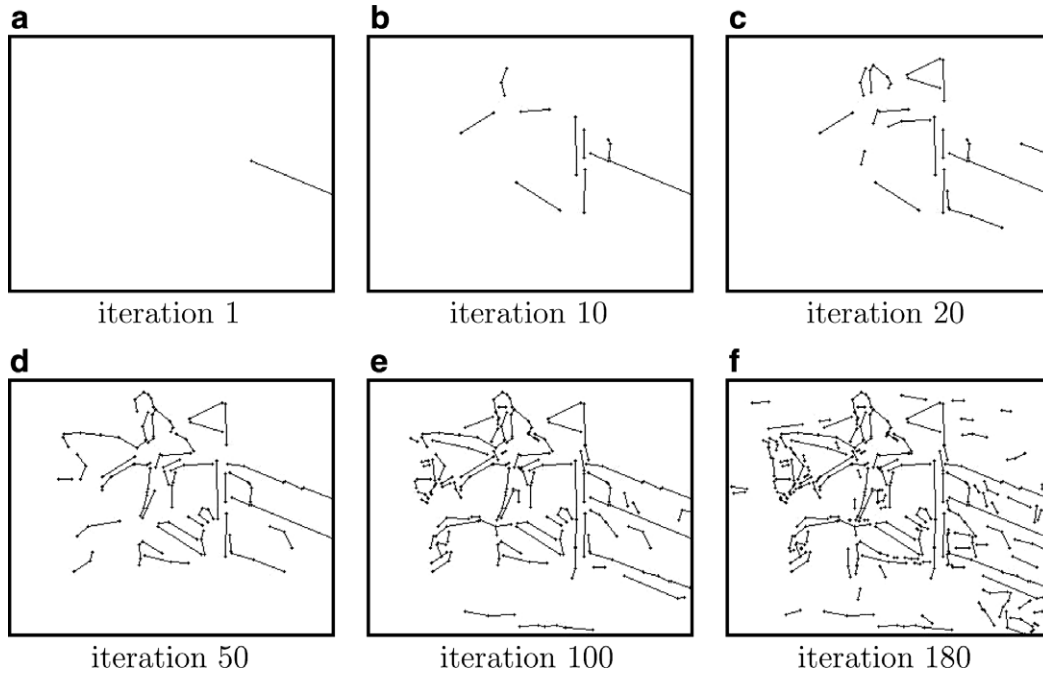 a
b
c
iteration 1
iteration 10
iteration 20
d
e
f
iteration 50
iteration 100
iteration 180